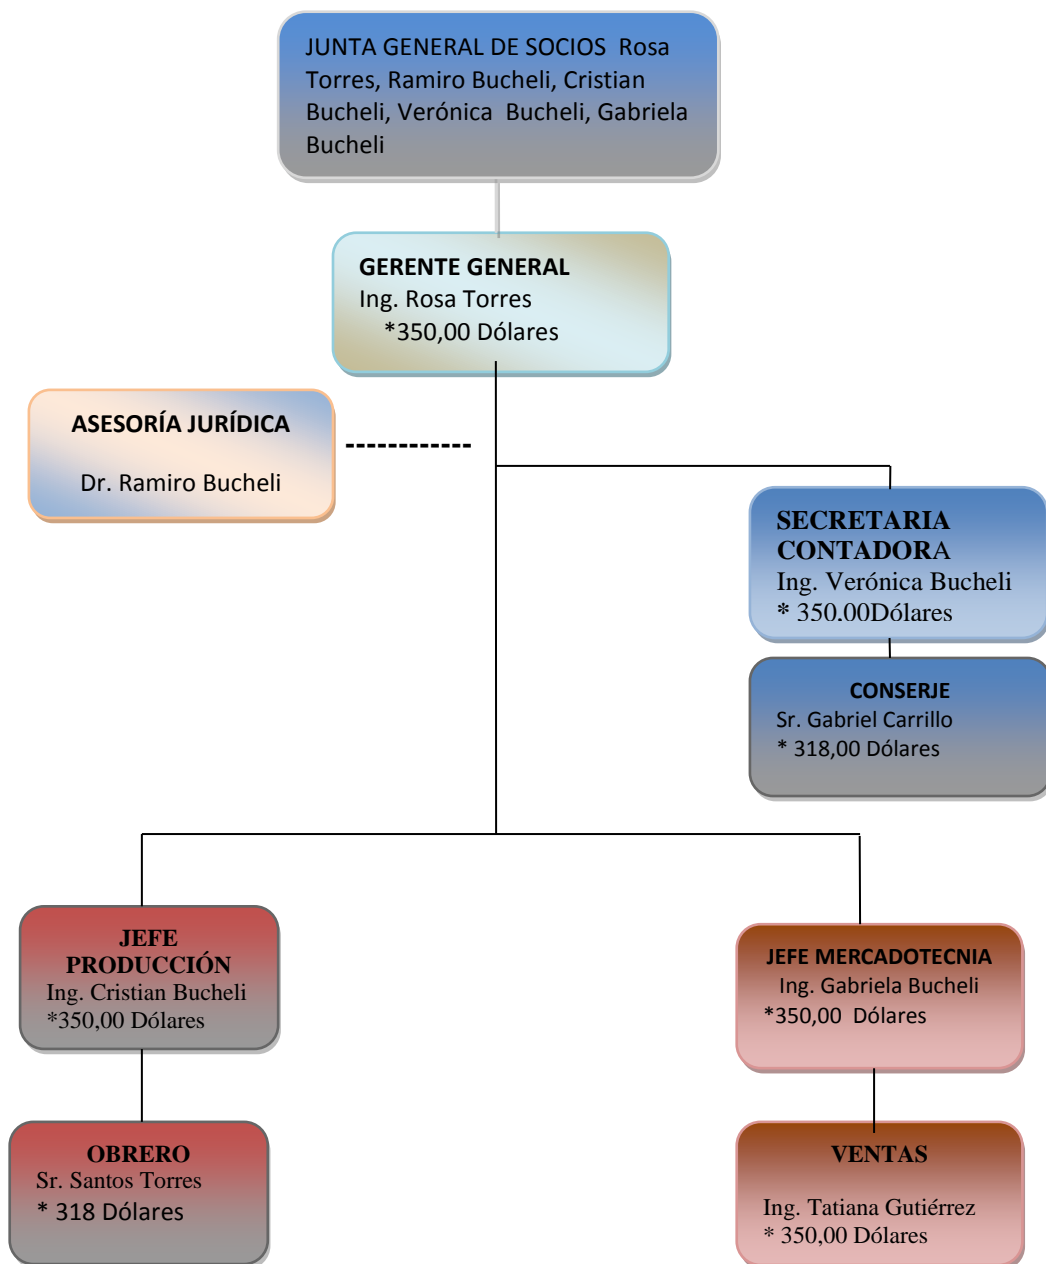 JUNTA GENERAL DE SOCIOS  Rosa
Torres, Ramiro Bucheli, Cristian
Bucheli, Verónica  Bucheli, Gabriela
Bucheli
GERENTE GENERAL
Ing. Rosa Torres
*350,00 Dólares
ASESORÍA JURÍDICA
Dr. Ramiro Bucheli
SECRETARIA
CONTADORA
Ing. Verónica Bucheli
* 350.00Dólares
CONSERJE
Sr. Gabriel Carrillo
* 318,00 Dólares
JEFE
PRODUCCIÓN
Ing. Cristian Bucheli
*350,00 Dólares
JEFE MERCADOTECNIA
Ing. Gabriela Bucheli
*350,00  Dólares
OBRERO
Sr. Santos Torres
* 318 Dólares
VENTAS
Ing. Tatiana Gutiérrez
* 350,00 Dólares